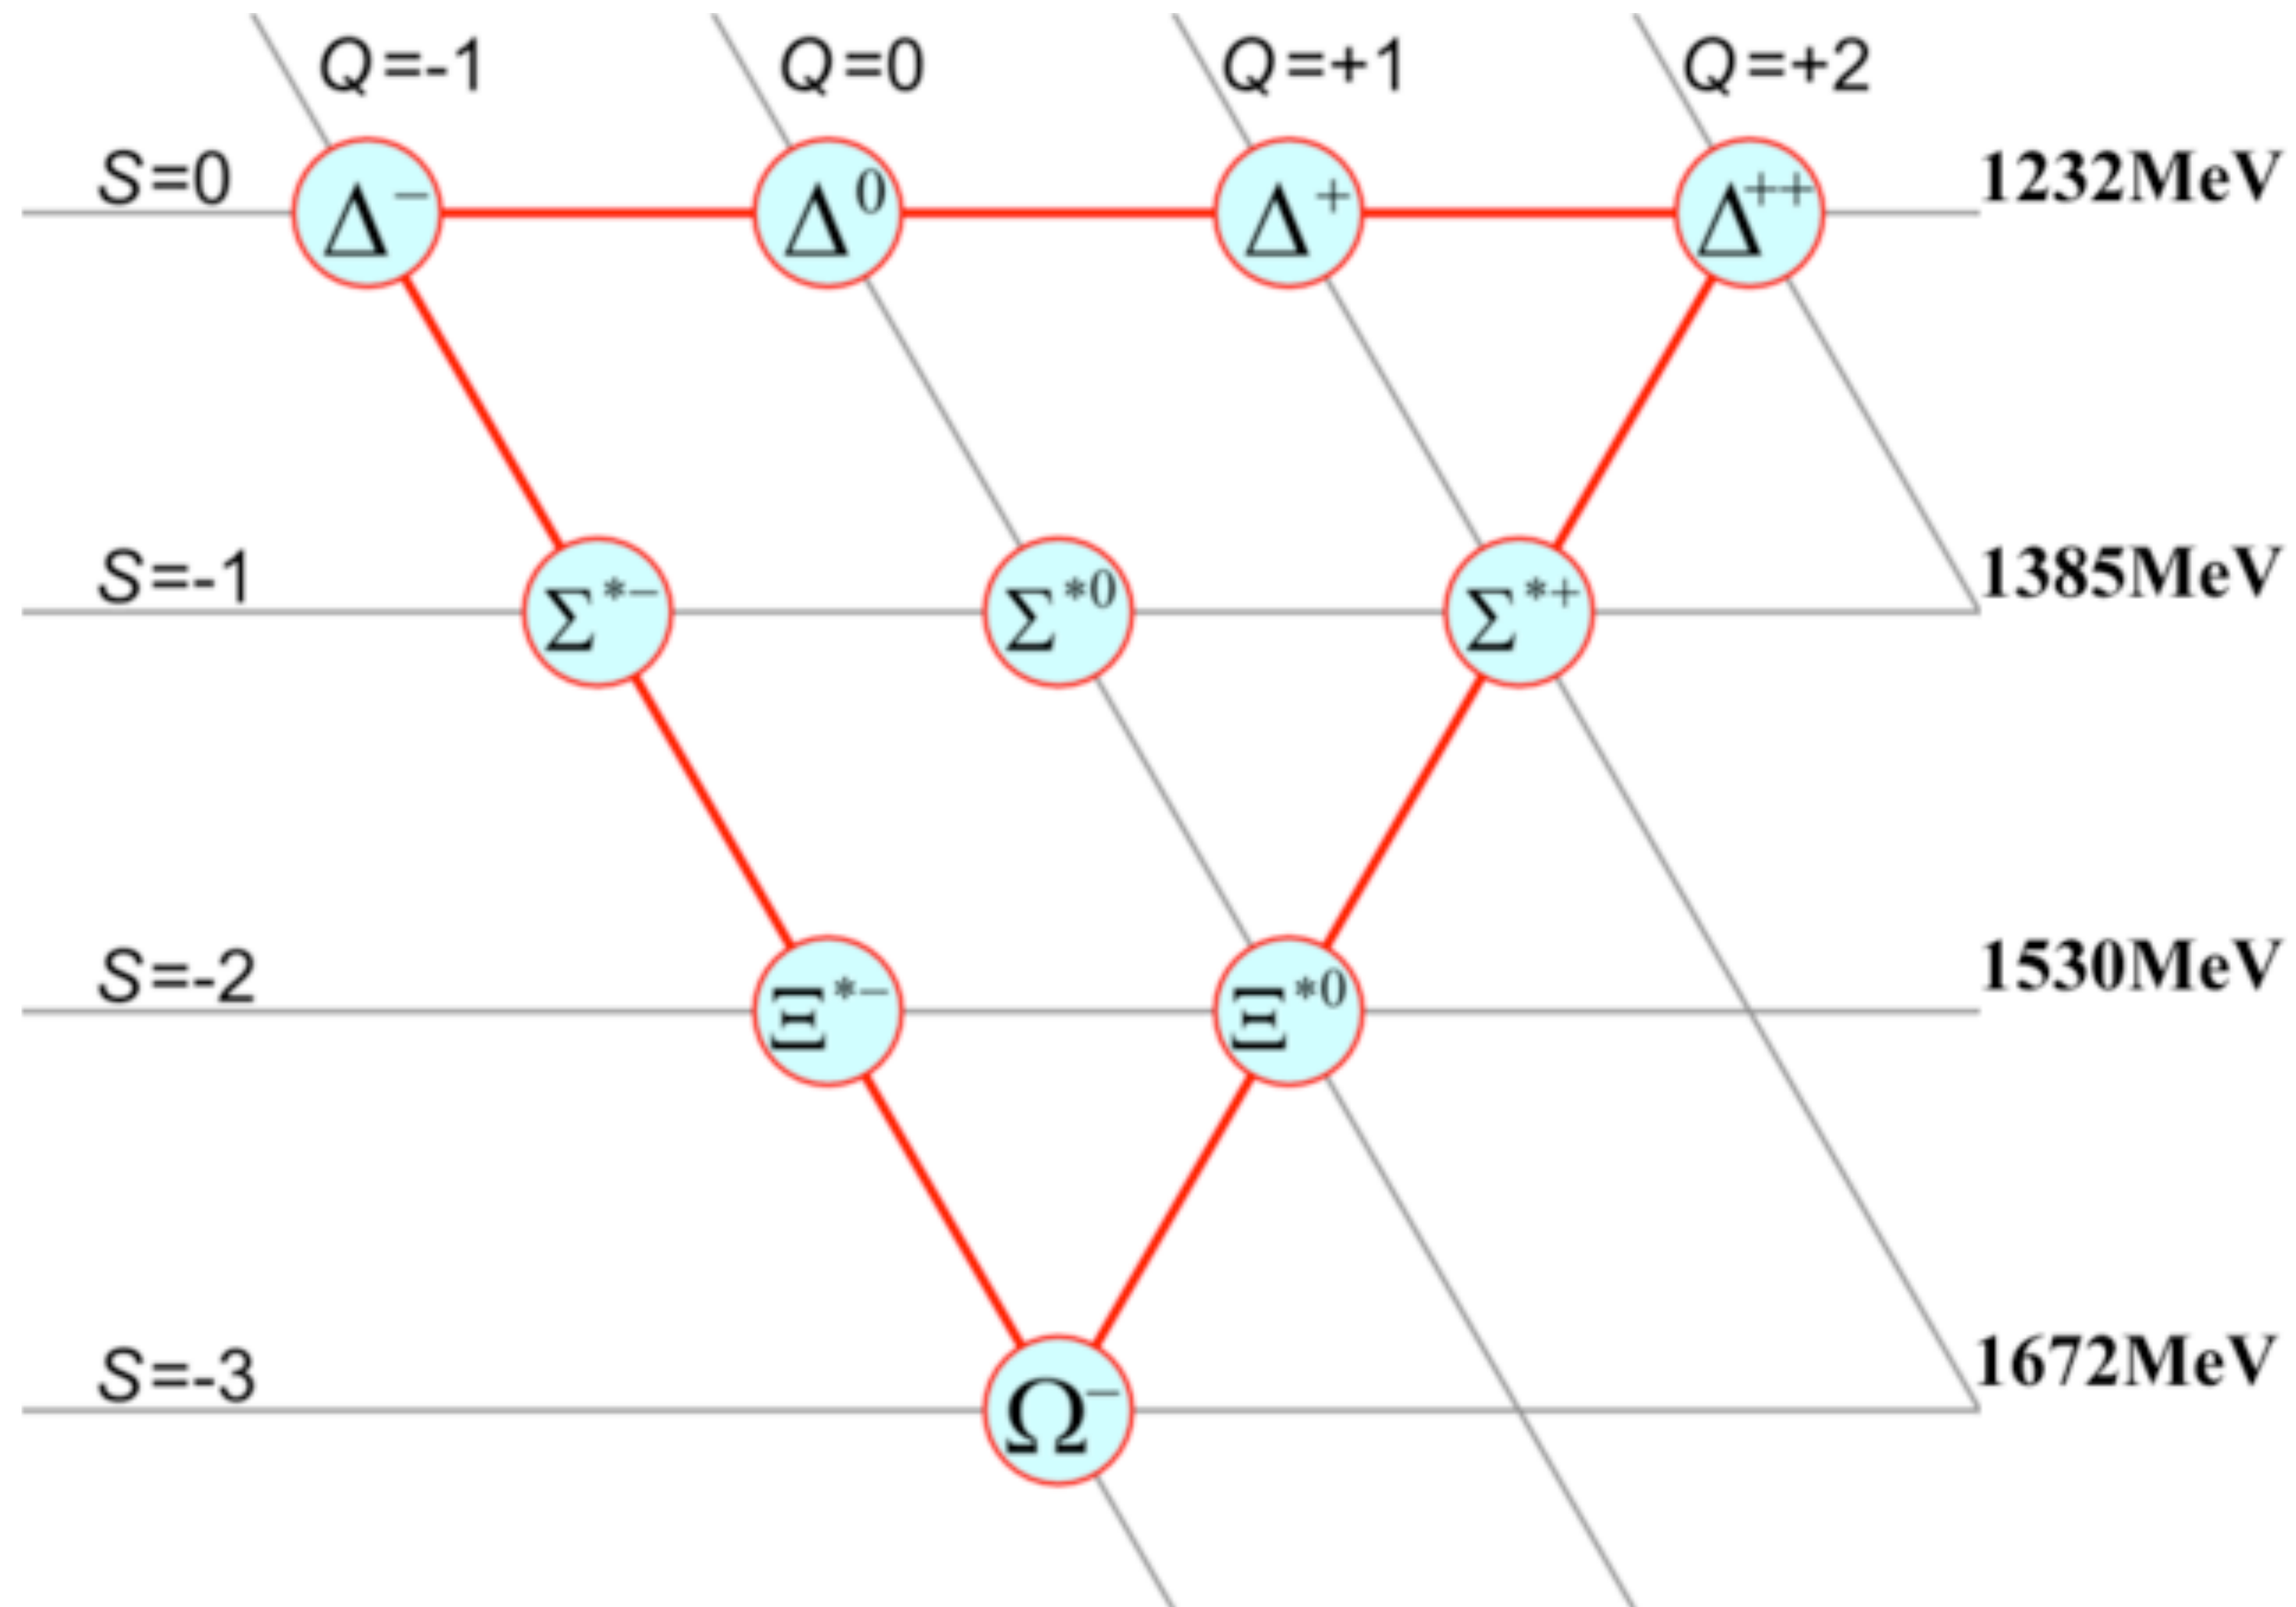 Q=-1 Q=0 Q=+1 Q=+2
S=0 Δ⁻ Δ⁰ Δ⁺ Δ⁺⁺ 1232MeV
S=-1 Σ*⁻ Σ*⁰ Σ*⁺ 1385MeV
S=-2 Ξ*⁻ Ξ*⁰ 1530MeV
S=-3 Ω⁻ 1672MeV